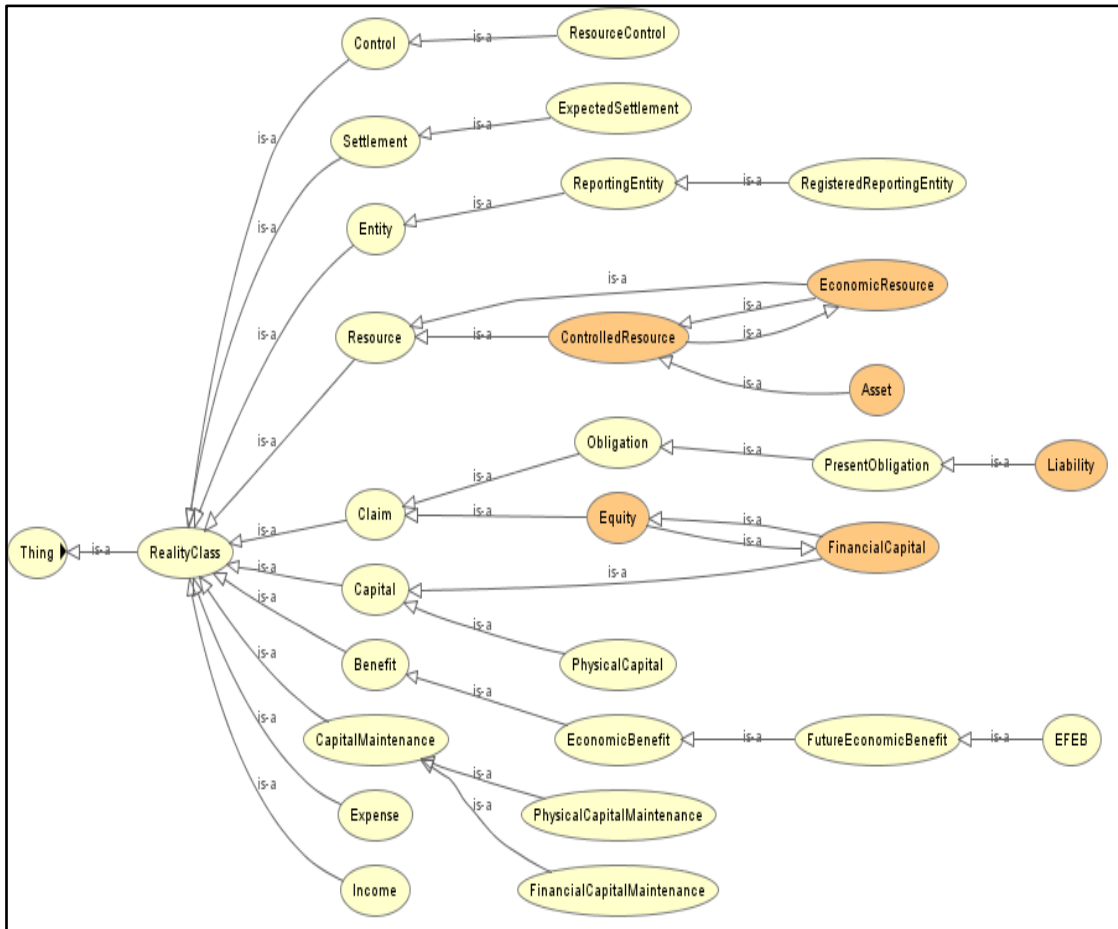 Control
is-a
ResourceControl
is-a
Settlement
is-a
ExpectedSettlement
is-a
Entity
is-a
ReportingEntity
is-a
RegisteredReportingEntity
is-a
is-a
EconomicResource
is-a
Resource
is-a
ControlledResource
is-a
is-a
is-a
Asset
is-a
Obligation
is-a
PresentObligation
is-a
Liability
is-a
Claim
is-a
Equity
is-a
is-a
FinancialCapital
is-a
Thing
is-a
RealityClass
is-a
is-a
Capital
is-a
PhysicalCapital
is-a
Benefit
is-a
EconomicBenefit
is-a
FutureEconomicBenefit
is-a
EFEB
is-a
CapitalMaintenance
is-a
PhysicalCapitalMaintenance
is-a
Expense
is-a
FinancialCapitalMaintenance
is-a
Income